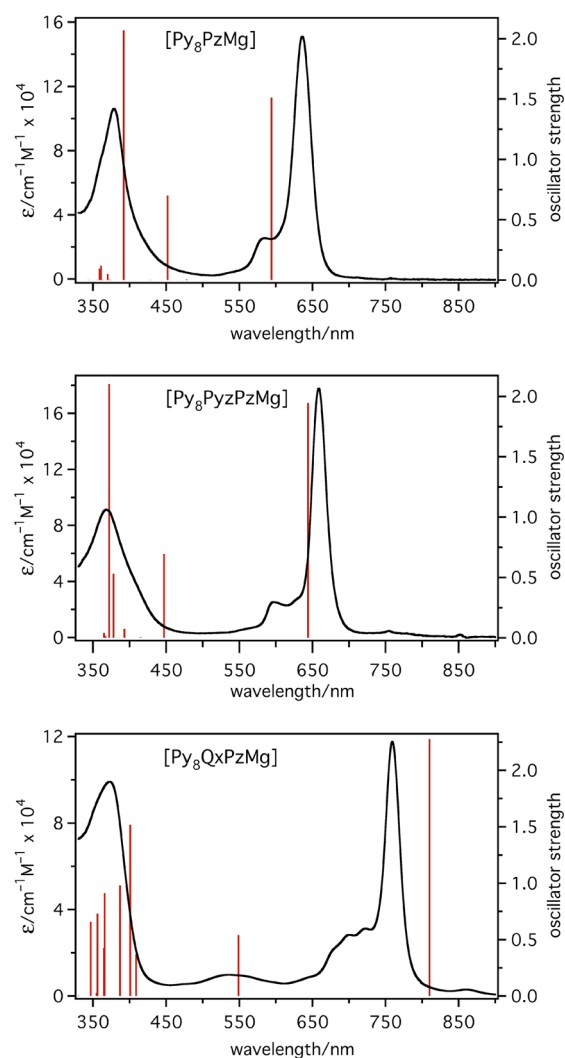 [Py₈PzMg]
16
12
8
4
0
ε/cm⁻¹M⁻¹ x 10⁴
2.0
1.5
1.0
0.5
0.0
oscillator strength
350 450 550 650 750 850
wavelength/nm
[Py₈PyzPzMg]
16
12
8
4
0
ε/cm⁻¹M⁻¹ x 10⁴
2.0
1.5
1.0
0.5
0.0
oscillator strength
350 450 550 650 750 850
wavelength/nm
[Py₈QxPzMg]
12
8
4
0
ε/cm⁻¹M⁻¹ x 10⁴
2.0
1.5
1.0
0.5
0.0
oscillator strength
350 450 550 650 750 850
wavelength/nm